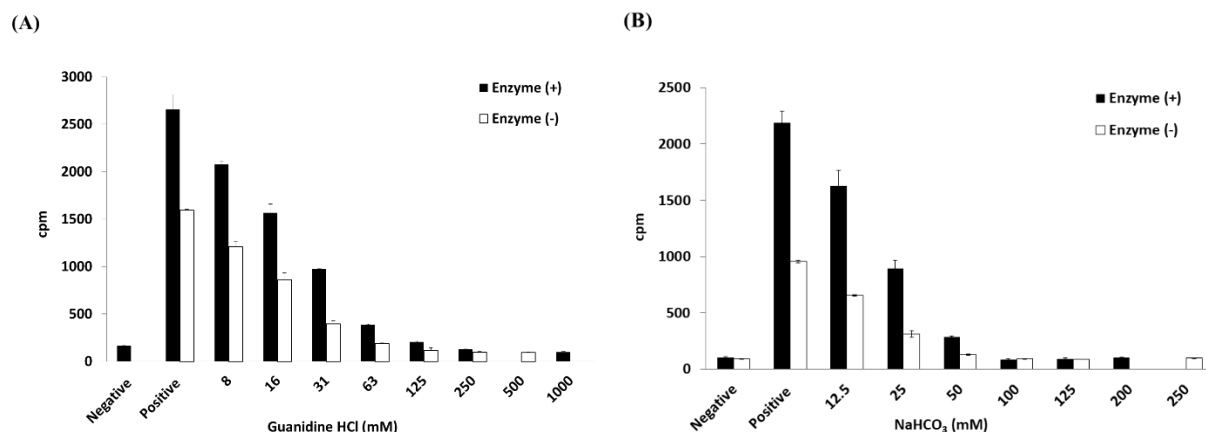 (A)
3000
2500
2000
1500
1000
500
0
cpm
Enzyme (+)
Enzyme (-)
Negative
Positive
8
16
31
63
125
250
500
1000
Guanidine HCl (mM)
(B)
2500
2000
1500
1000
500
0
cpm
Enzyme (+)
Enzyme (-)
Negative
Positive
12.5
25
50
100
125
200
250
NaHCO₃ (mM)